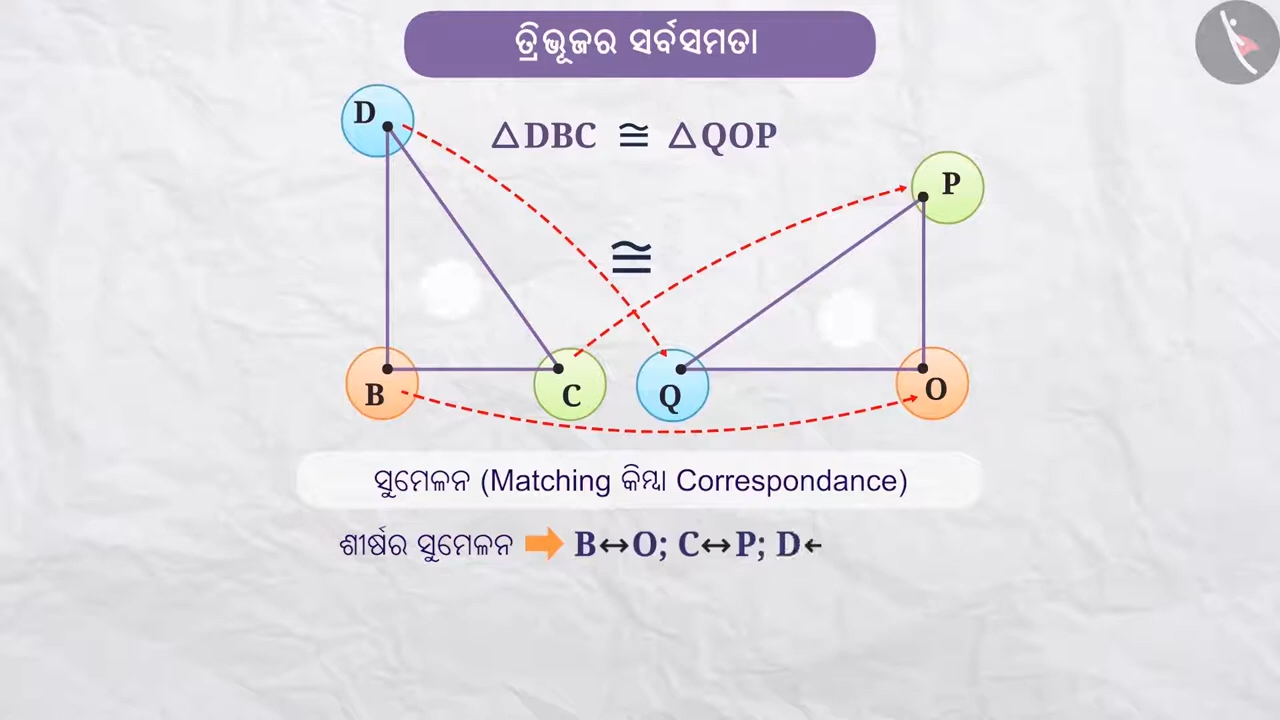 ତ୍ରିଭୂଜର ସର୍ବସମତା
D
△DBC ≅ △QOP
P
≅
B
C
Q
O
ସୁମେଳନ (Matching କିମ୍ବା Correspondance)
ଶୀର୍ଷର ସୁମେଳନ ➡ B↔O; C↔P; D←